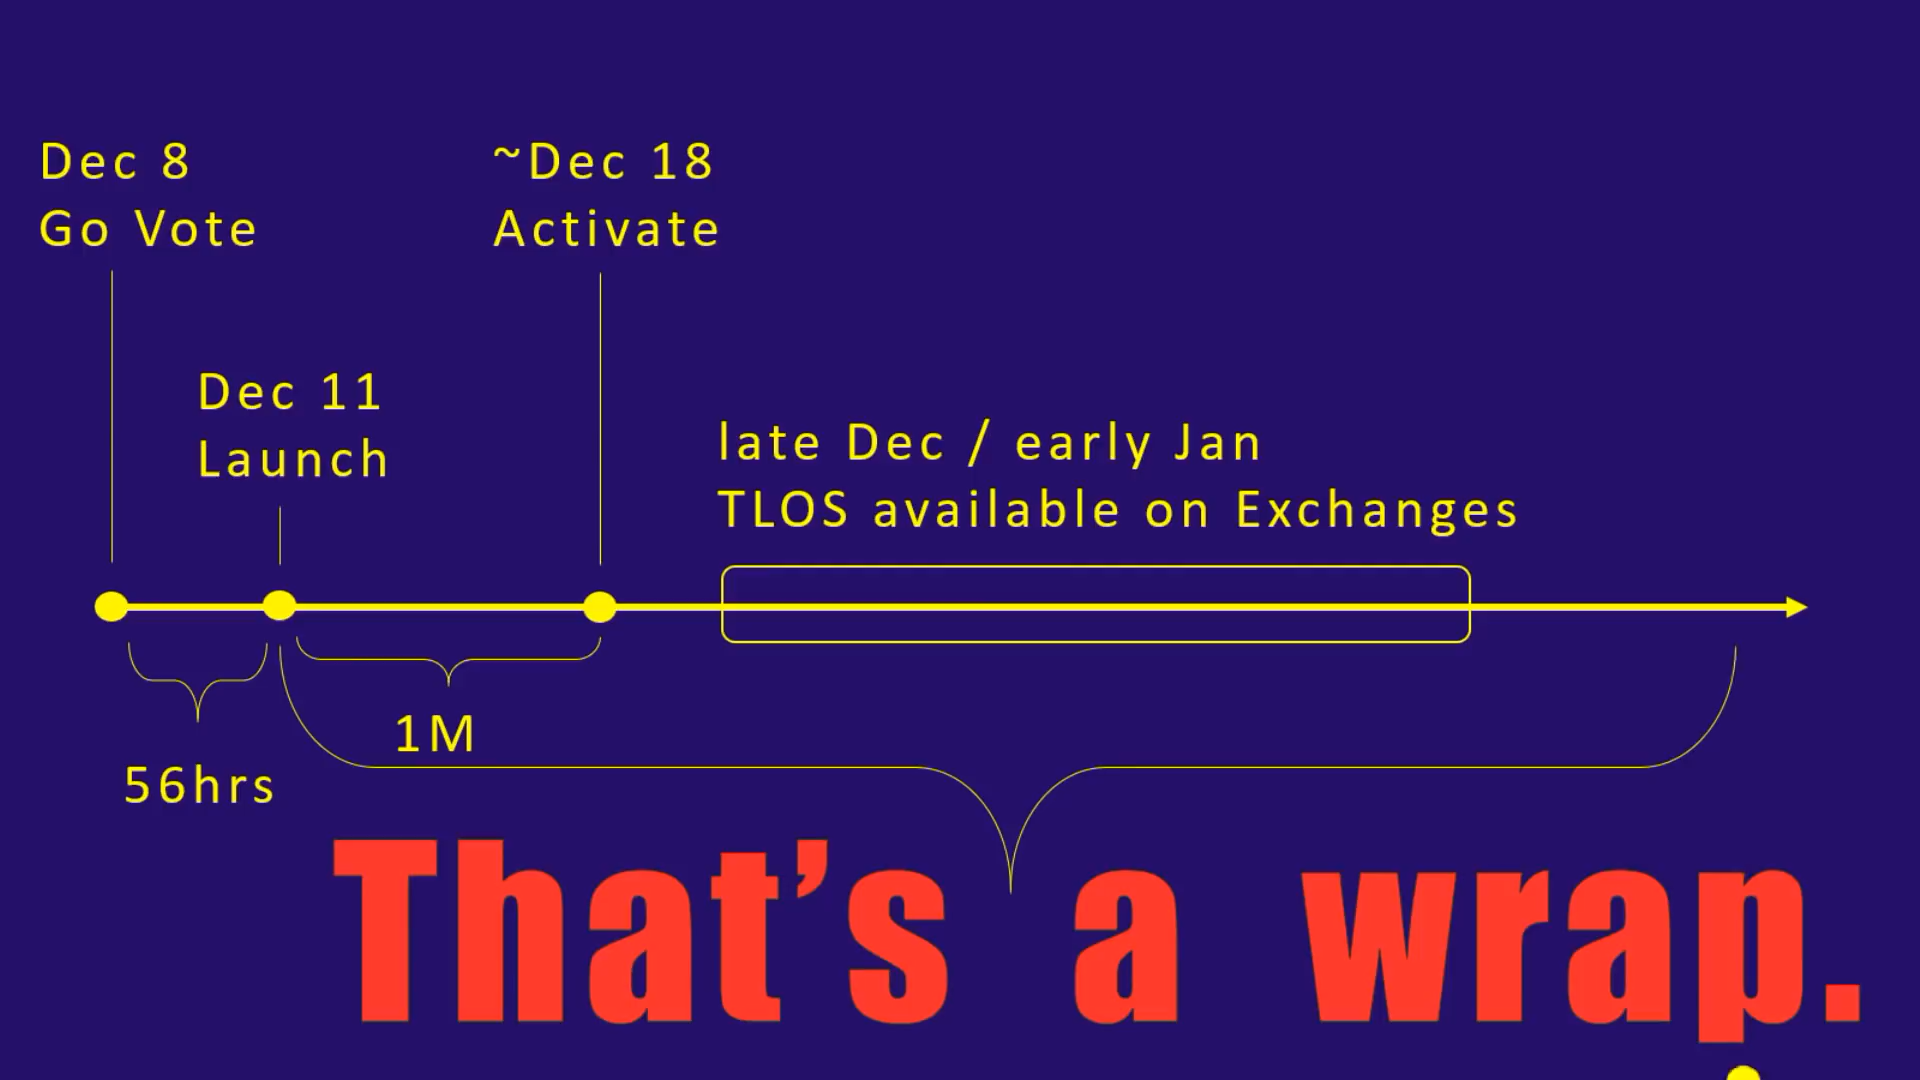 Dec 8
Go Vote
~Dec 18
Activate
Dec 11
Launch
late Dec / early Jan
TLOS available on Exchanges
1M
56hrs
That’s a wrap.